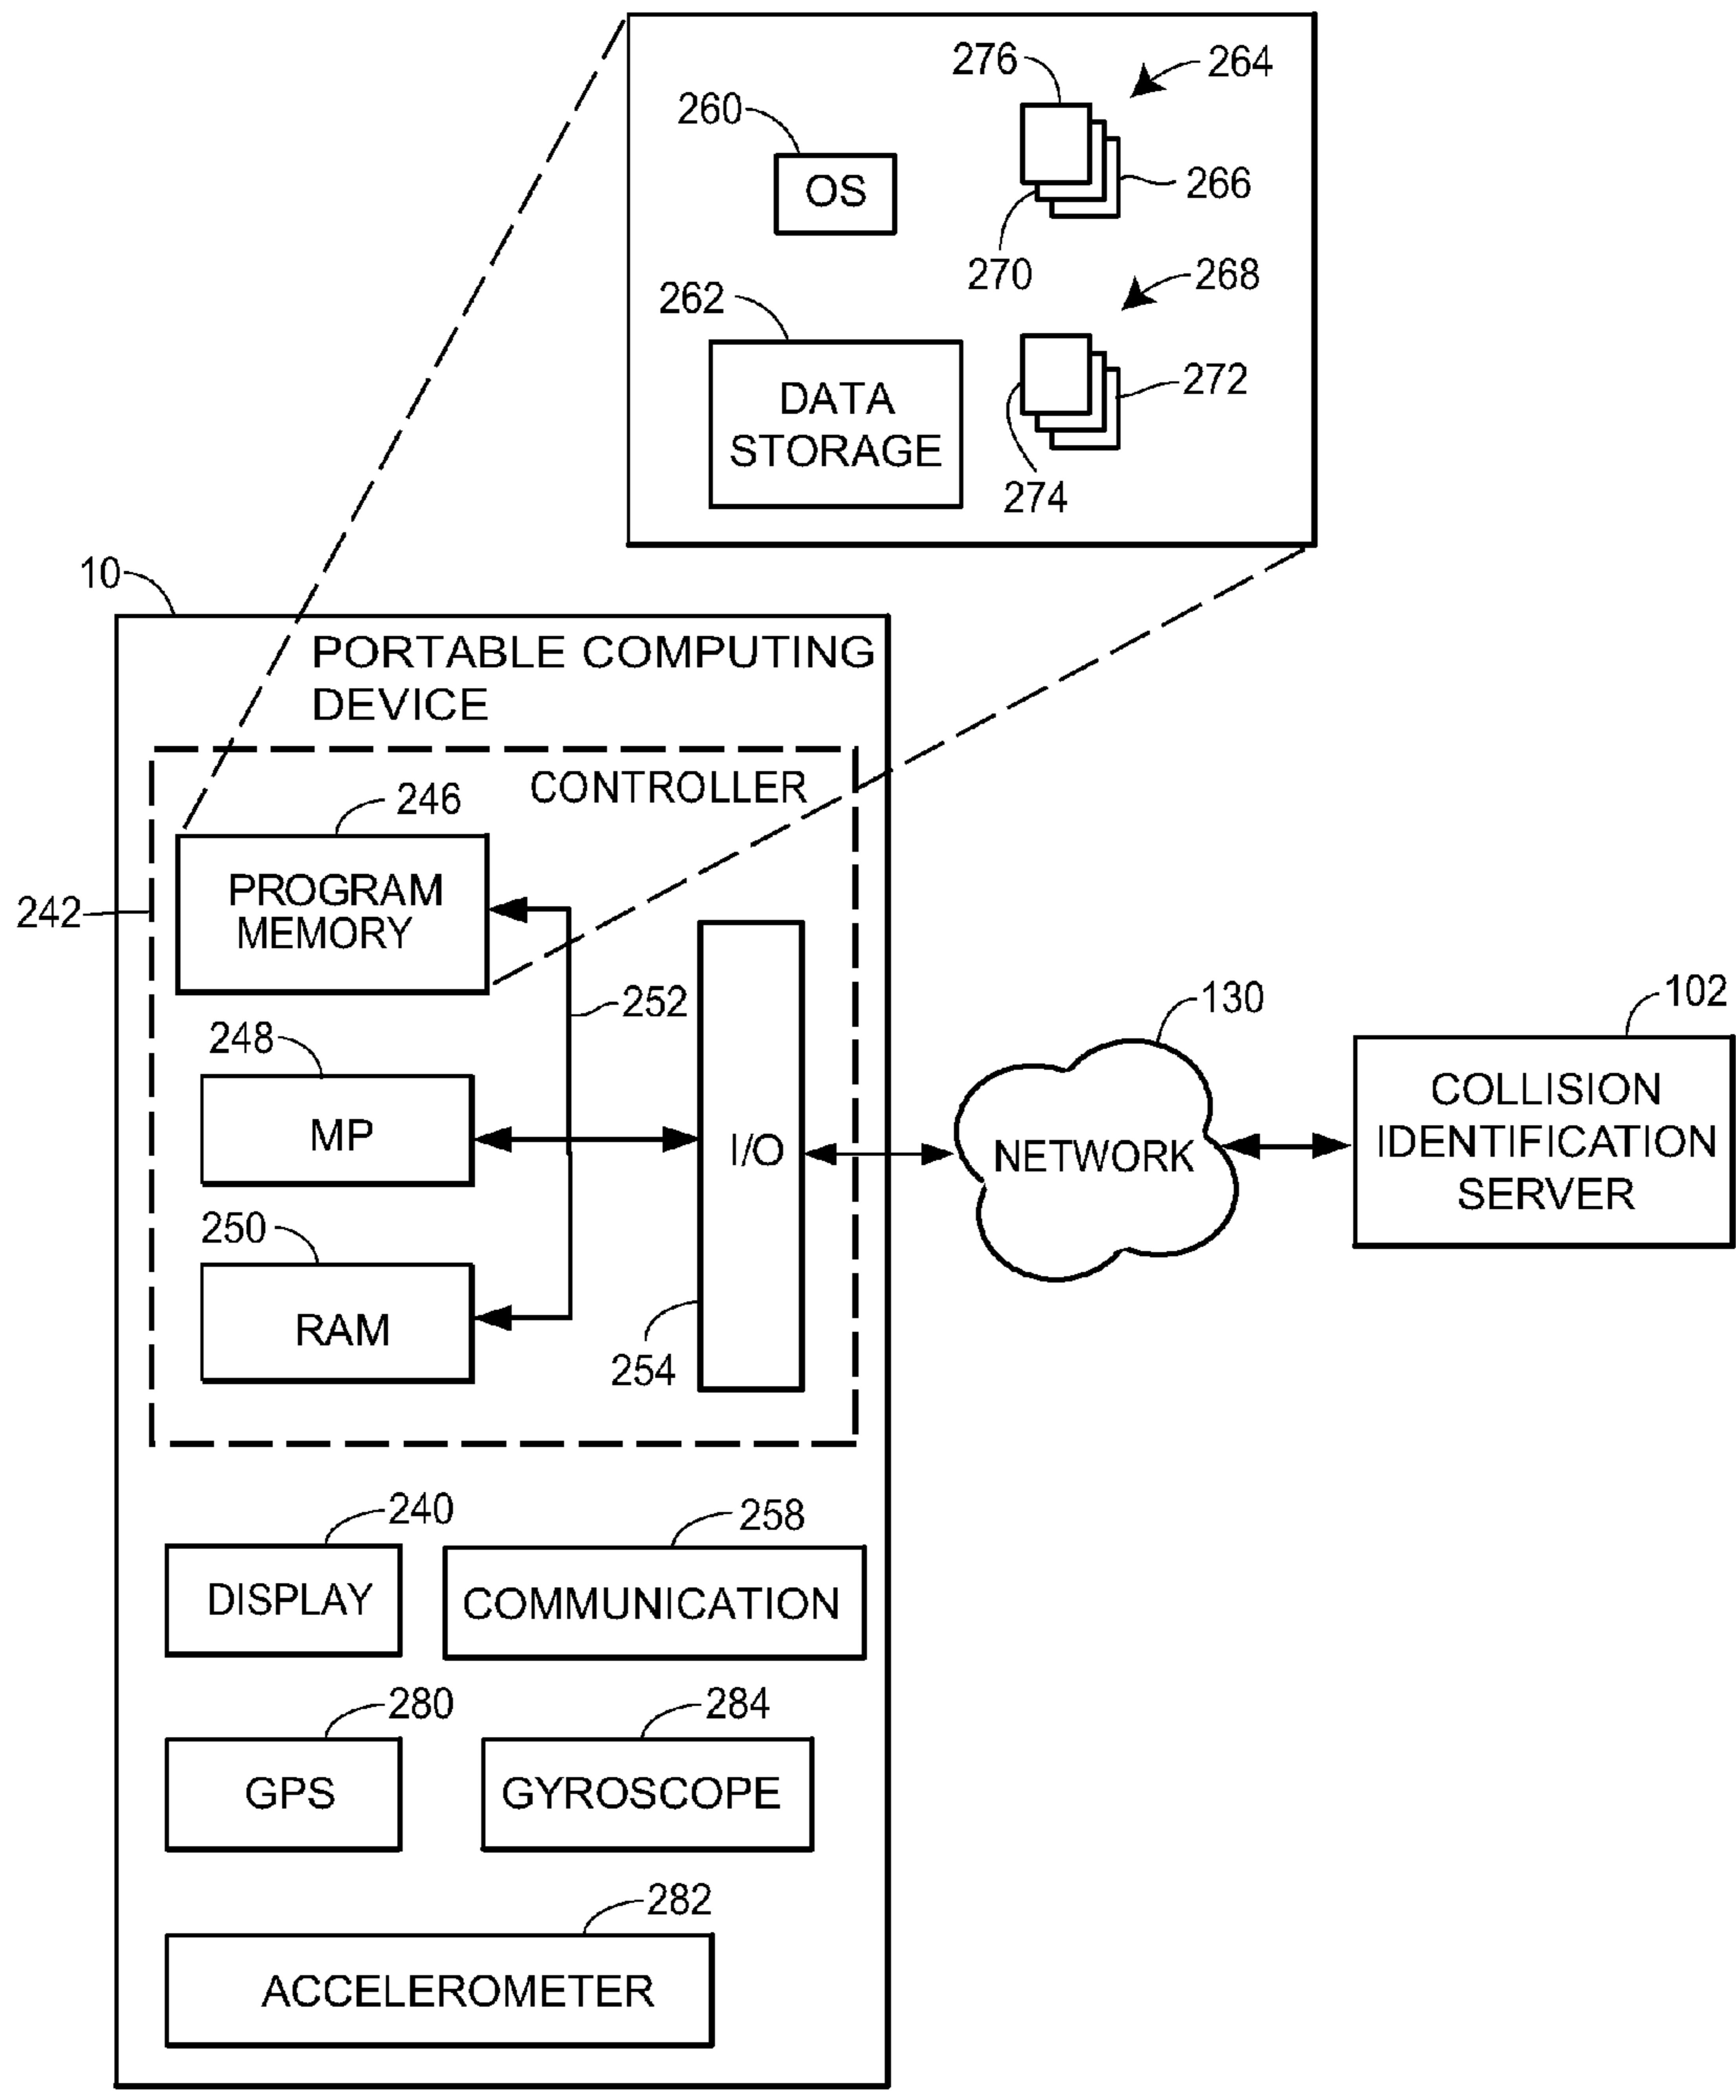 276
264
260
OS
266
270
268
262
DATA
STORAGE
272
274
10
PORTABLE COMPUTING
DEVICE
CONTROLLER
246
PROGRAM
MEMORY
242
252
248
MP
I/O
250
RAM
254
130
NETWORK
102
COLLISION
IDENTIFICATION
SERVER
240
DISPLAY
258
COMMUNICATION
280
GPS
284
GYROSCOPE
282
ACCELEROMETER